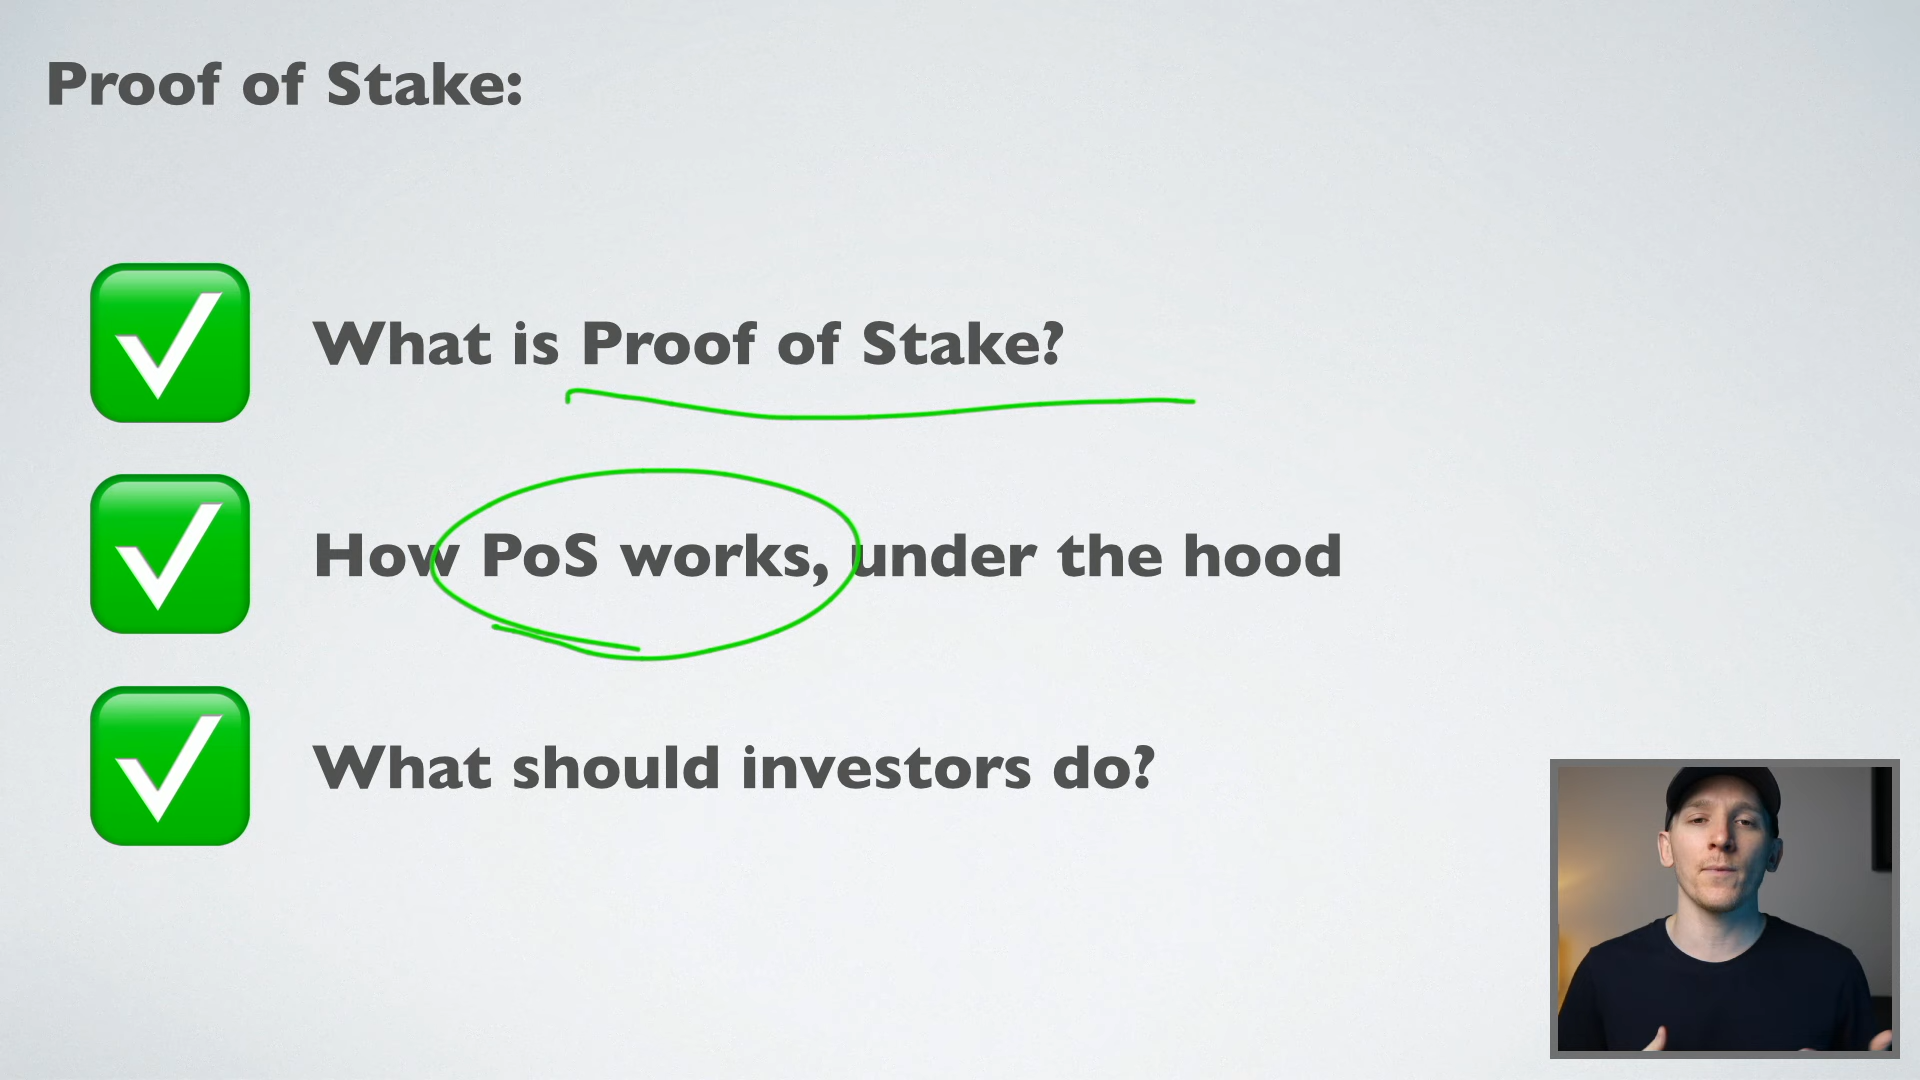 Proof of Stake:
What is Proof of Stake?
How PoS works, under the hood
What should investors do?